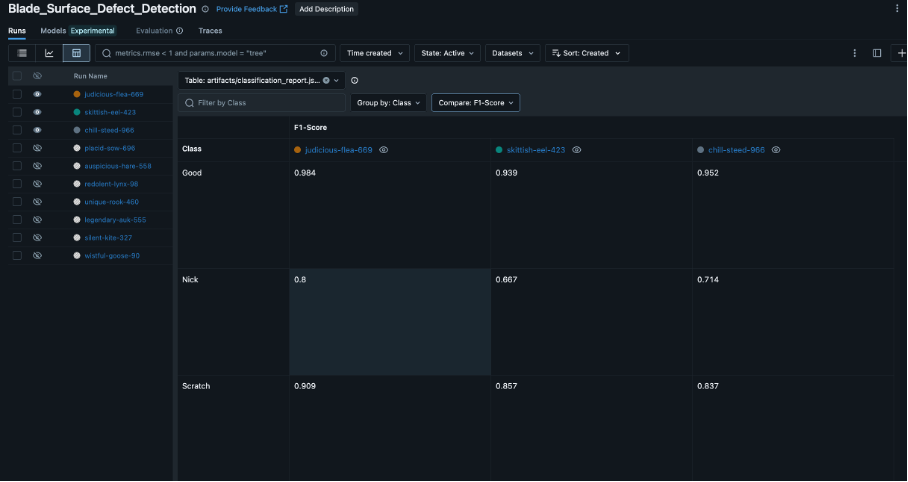 Blade_Surface_Defect_Detection Provide Feedback Add Description
Runs Models Experimental Evaluation Traces
metrics.rmse < 1 and params.model = "tree" Time created State: Active Datasets Sort: Created
Run Name
judicious-flea-669
skittish-eel-423
chill-steed-966
placid-sow-696
auspicious-hare-568
redolent-lynx-98
unique-rook-460
legendary-auk-555
silent-kite-327
wistful-goose-90
Table: artifacts/classification_report.js...
Filter by Class Group by: Class Compare: F1-Score
F1-Score
Class judicious-flea-669 skittish-eel-423 chill-steed-966
Good 0.984 0.939 0.952
Nick 0.8 0.667 0.714
Scratch 0.909 0.857 0.837